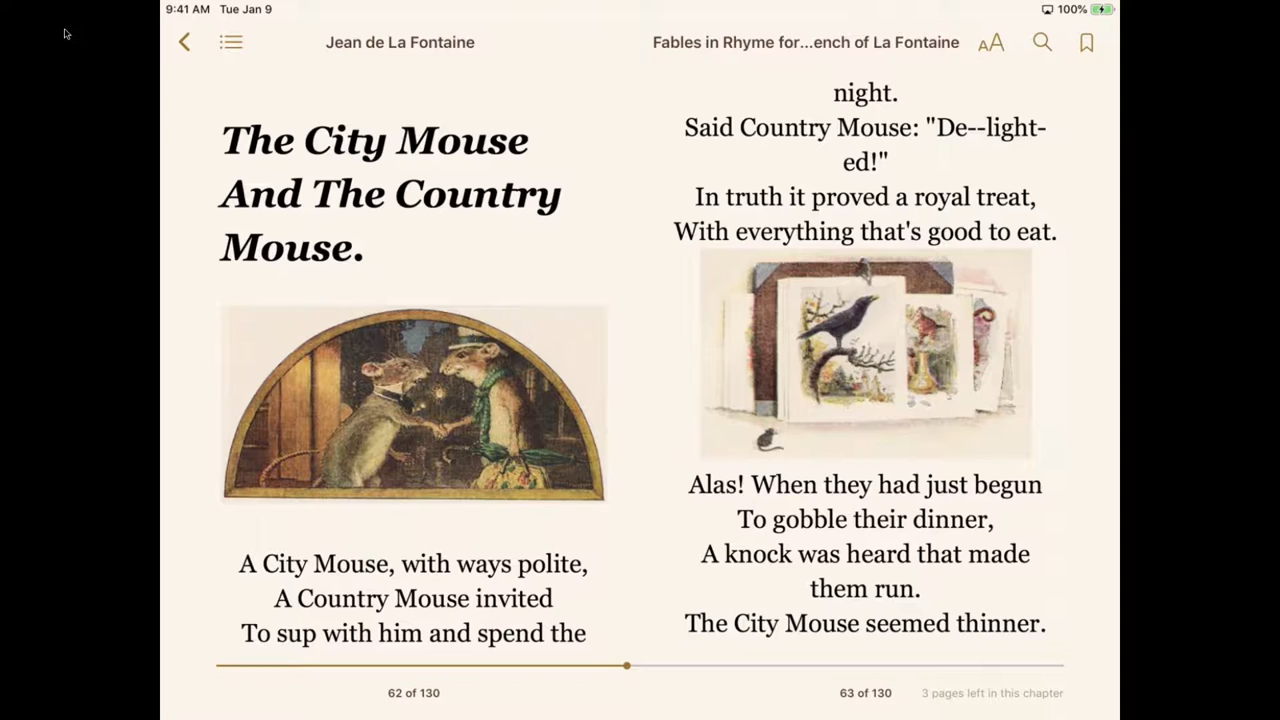 9:41 AM Tue Jan 9
100%
Jean de La Fontaine
Fables in Rhyme for...ench of La Fontaine
AA
The City Mouse
And The Country
Mouse.
A City Mouse, with ways polite,
A Country Mouse invited
To sup with him and spend the
62 of 130
night.
Said Country Mouse: "De--light-
ed!"
In truth it proved a royal treat,
With everything that's good to eat.
Alas! When they had just begun
To gobble their dinner,
A knock was heard that made
them run.
The City Mouse seemed thinner.
63 of 130
3 pages left in this chapter